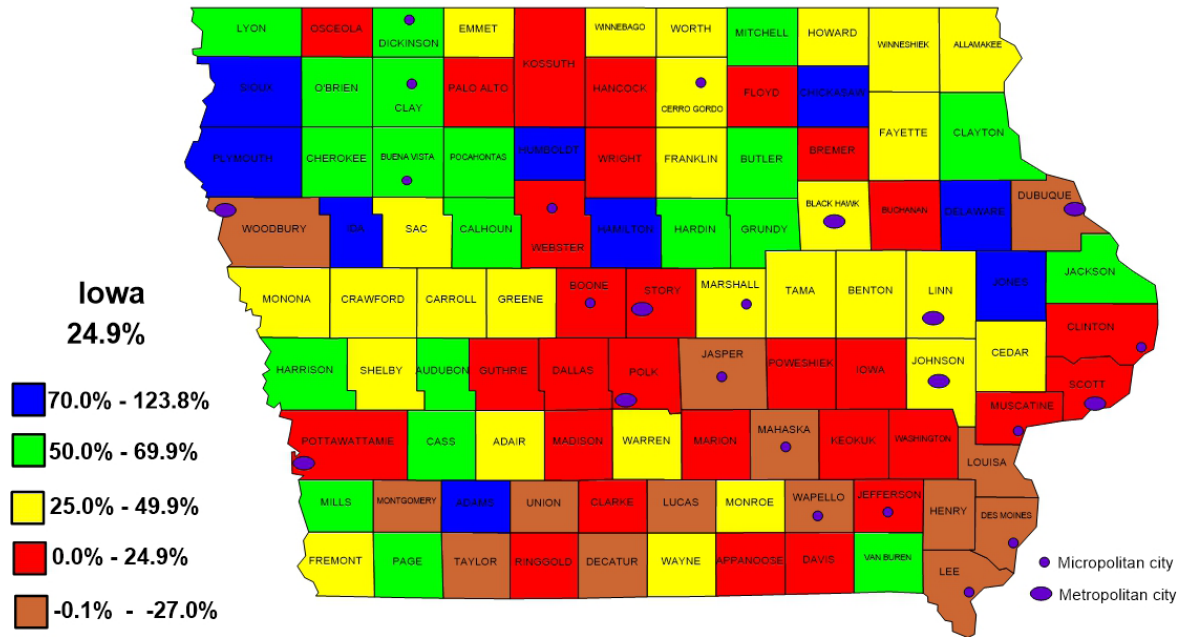 LYON OSCEOLA DICKINSON EMMET WINNEBAGO WORTH MITCHELL HOWARD WINNESHIEK ALLAMAKEE
KOSSUTH
SIOUX O'BRIEN CLAY PALO ALTO HANCOCK CERRO GORDO FLOYD CHICKASAW
FAYETTE CLAYTON
PLYMOUTH CHEROKEE BUENA VISTA POCAHONTAS HUMBOLDT WRIGHT FRANKLIN BUTLER BREMER
WOODBURY IDA SAC CALHOUN WEBSTER HAMILTON HARDIN GRUNDY BLACK HAWK BUCHANAN DELAWARE DUBUQUE
MONONA CRAWFORD CARROLL GREENE BOONE STORY MARSHALL TAMA BENTON LINN JONES JACKSON
CLINTON
Iowa
24.9%
HARRISON SHELBY AUDUBON GUTHRIE DALLAS POLK JASPER POWESHIEK IOWA JOHNSON CEDAR SCOTT
MUSCATINE
70.0% - 123.8%
POTTAWATTAMIE CASS ADAIR MADISON WARREN MARION MAHASKA KEOKUK WASHINGTON LOUISA
50.0% - 69.9%
MILLS MONTGOMERY ADAMS UNION CLARKE LUCAS MONROE WAPELLO JEFFERSON HENRY DES MOINES
25.0% - 49.9%
FREMONT PAGE TAYLOR RINGGOLD DECATUR WAYNE APPANOOSE DAVIS VAN BUREN LEE
0.0% - 24.9%
-0.1% - -27.0%
Micropolitan city
Metropolitan city